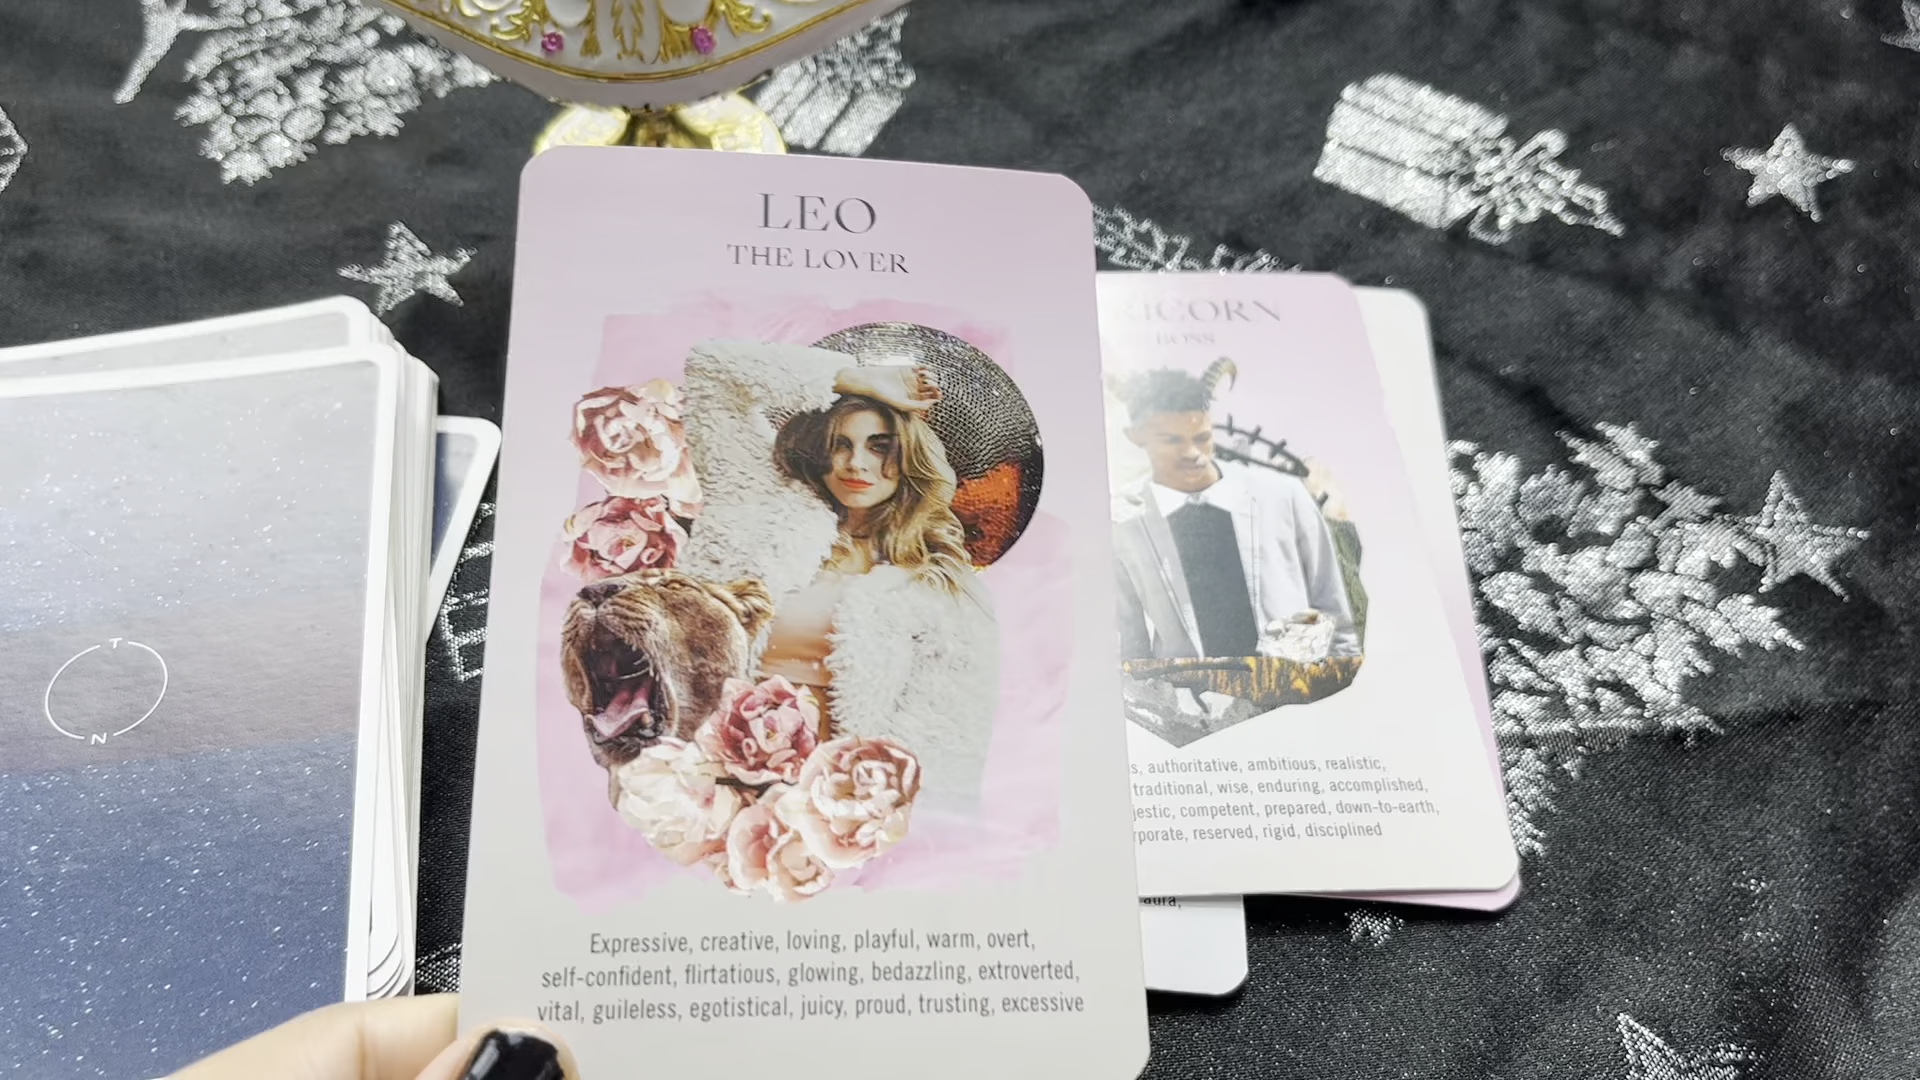 LEO
THE LOVER
Expressive, creative, loving, playful, warm, overt,
self-confident, flirtatious, glowing, bedazzling, extroverted,
vital, guileless, egotistical, juicy, proud, trusting, excessive
RICORN
BOSS
s, authoritative, ambitious, realistic,
traditional, wise, enduring, accomplished,
jestic, competent, prepared, down-to-earth,
rporate, reserved, rigid, disciplined
aura,
T
N